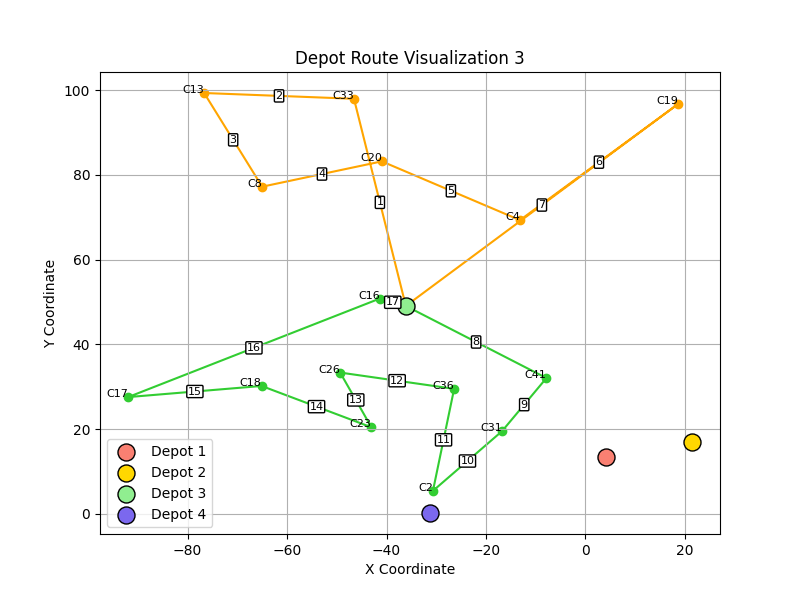 Depot Route Visualization 3
100
80
60
40
20
0
Y Coordinate
C13
2
C33
C19
3
C20
6
C8
4
5
1
7
C4
C16
17
8
16
C26
C41
C18
12
C36
C17
15
13
9
14
C23
C31
11
10
C2
Depot 1
Depot 2
Depot 3
Depot 4
−80
−60
−40
−20
0
20
X Coordinate